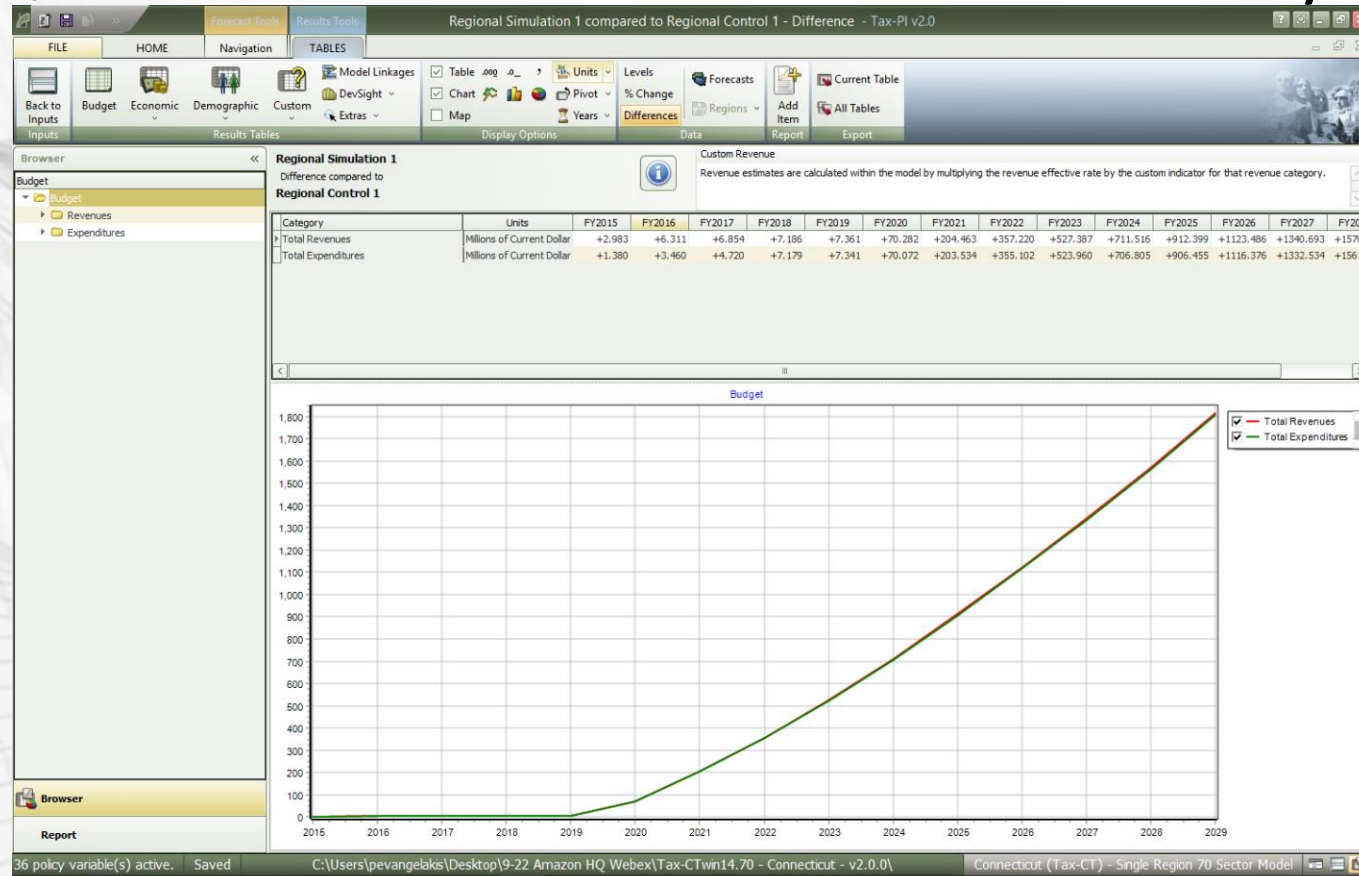 Forecast Tools Results Tools Regional Simulation 1 compared to Regional Control 1 - Difference - Tax-PI v2.0
FILE HOME Navigation TABLES
Back to Inputs
Budget
Economic
Demographic
Custom
Model Linkages
DevSight
Extras
Table .000 .0_ , Units
Chart Pivot
Map Years
Levels
% Change
Differences
Forecasts
Regions
Add Item
Current Table
All Tables
Inputs Results Tables Display Options Data Report Export
Browser «
Budget
Budget
Revenues
Expenditures
Regional Simulation 1
Difference compared to
Regional Control 1
Custom Revenue
Revenue estimates are calculated within the model by multiplying the revenue effective rate by the custom indicator for that revenue category.
Category Units FY2015 FY2016 FY2017 FY2018 FY2019 FY2020 FY2021 FY2022 FY2023 FY2024 FY2025 FY2026 FY2027 FY20
Total Revenues Millions of Current Dollar +2.983 +6.311 +6.854 +7.186 +7.361 +70.282 +204.463 +357.220 +527.387 +711.516 +912.399 +1123.486 +1340.693 +1570
Total Expenditures Millions of Current Dollar +1.380 +3.460 +4.720 +7.179 +7.341 +70.072 +203.534 +355.102 +523.960 +706.805 +906.455 +1116.376 +1332.534 +156
Budget
1,800
1,700
1,600
1,500
1,400
1,300
1,200
1,100
1,000
900
800
700
600
500
400
300
200
100
0
2015 2016 2017 2018 2019 2020 2021 2022 2023 2024 2025 2026 2027 2028 2029
Total Revenues
Total Expenditures
Browser
Report
36 policy variable(s) active. Saved C:\Users\pevangelakis\Desktop\9-22 Amazon HQ Webex\Tax-CTwin14.70 - Connecticut - v2.0.0\ Connecticut (Tax-CT) - Single Region 70 Sector Model